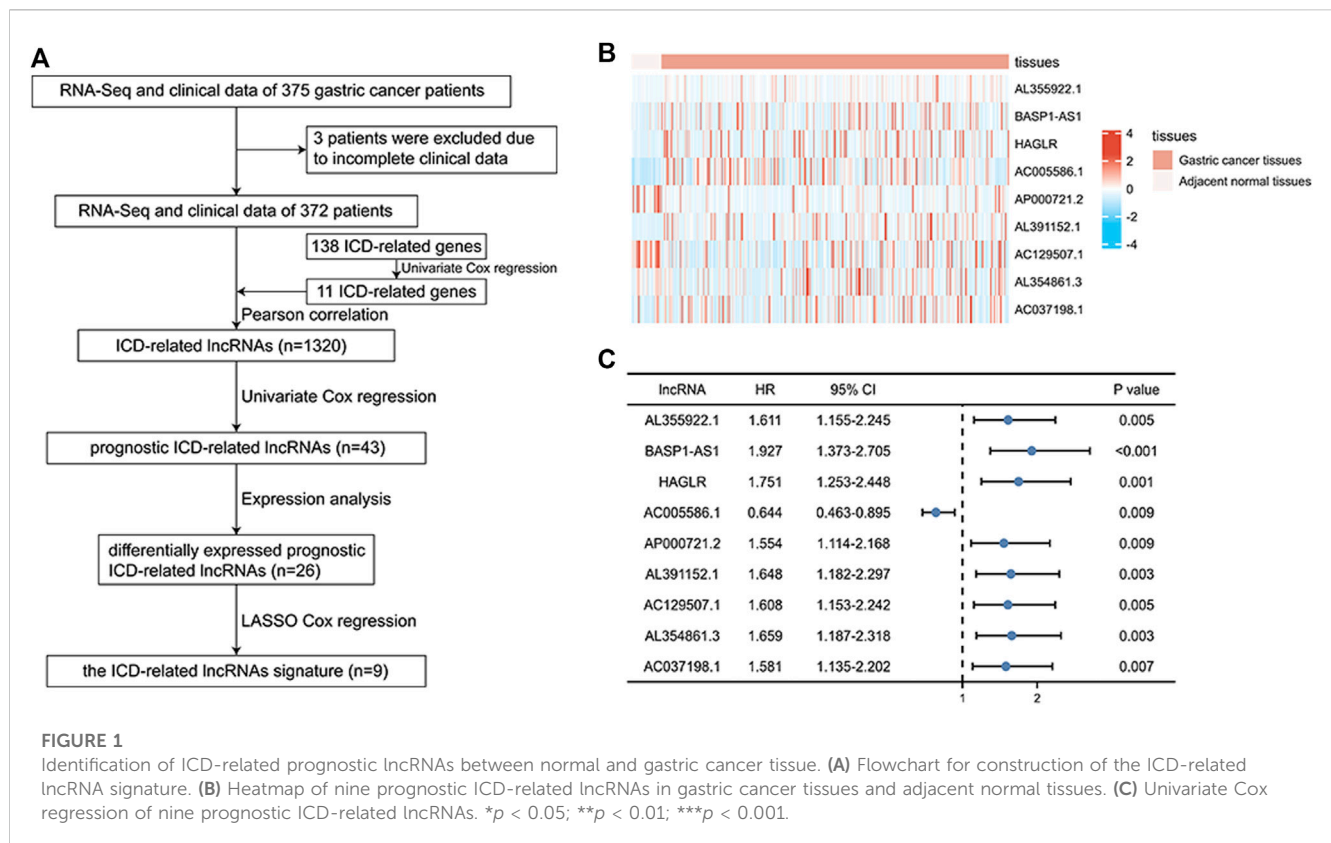 A
RNA-Seq and clinical data of 375 gastric cancer patients
3 patients were excluded due
to incomplete clinical data
RNA-Seq and clinical data of 372 patients
138 ICD-related genes
Univariate Cox regression
11 ICD-related genes
Pearson correlation
ICD-related lncRNAs (n=1320)
Univariate Cox regression
prognostic ICD-related lncRNAs (n=43)
Expression analysis
differentially expressed prognostic
ICD-related lncRNAs (n=26)
LASSO Cox regression
the ICD-related lncRNAs signature (n=9)
B
tissues
AL355922.1
BASP1-AS1
HAGLR
AC005586.1
AP000721.2
AL391152.1
AC129507.1
AL354861.3
AC037198.1
4
2
0
-2
-4
tissues
Gastric cancer tissues
Adjacent normal tissues
C
lncRNA HR 95% CI P value
AL355922.1 1.611 1.155-2.245 0.005
BASP1-AS1 1.927 1.373-2.705 <0.001
HAGLR 1.751 1.253-2.448 0.001
AC005586.1 0.644 0.463-0.895 0.009
AP000721.2 1.554 1.114-2.168 0.009
AL391152.1 1.648 1.182-2.297 0.003
AC129507.1 1.608 1.153-2.242 0.005
AL354861.3 1.659 1.187-2.318 0.003
AC037198.1 1.581 1.135-2.202 0.007
1 2
FIGURE 1
Identification of ICD-related prognostic lncRNAs between normal and gastric cancer tissue. (A) Flowchart for construction of the ICD-related
lncRNA signature. (B) Heatmap of nine prognostic ICD-related lncRNAs in gastric cancer tissues and adjacent normal tissues. (C) Univariate Cox
regression of nine prognostic ICD-related lncRNAs. *p < 0.05; **p < 0.01; ***p < 0.001.